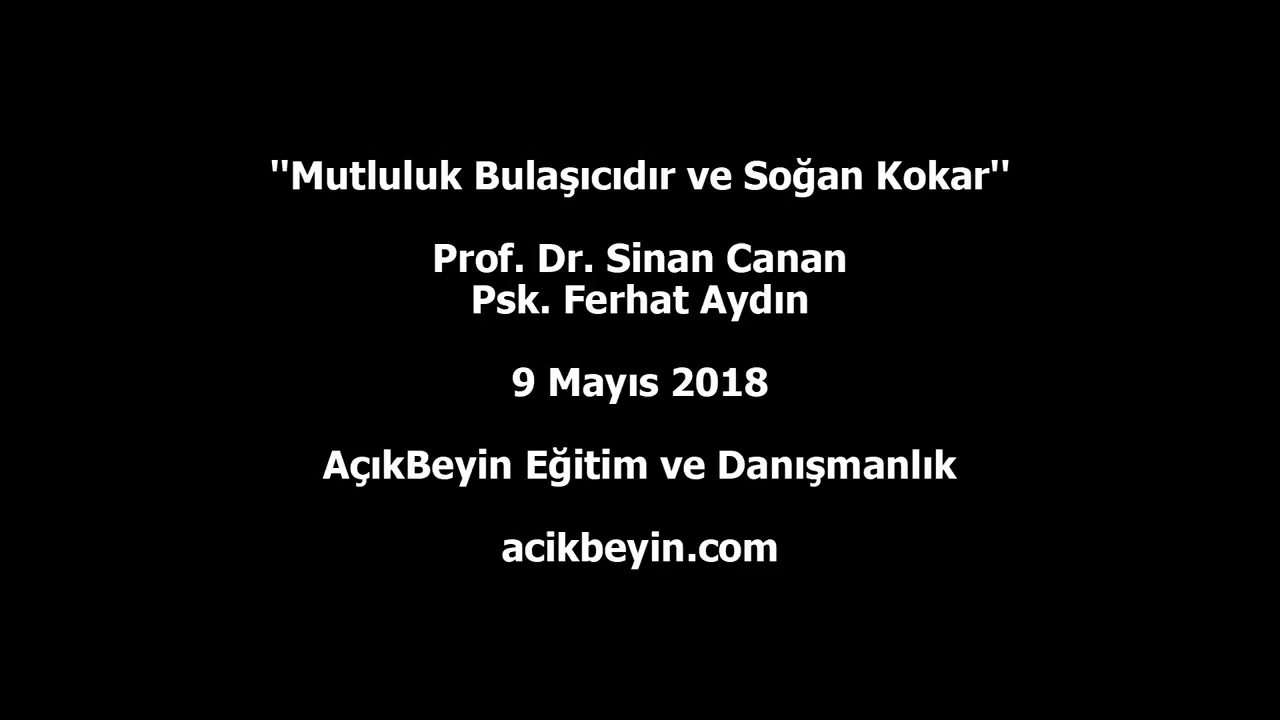 "Mutluluk Bulaşıcıdır ve Soğan Kokar"
Prof. Dr. Sinan Canan
Psk. Ferhat Aydın
9 Mayıs 2018
AçıkBeyin Eğitim ve Danışmanlık
acikbeyin.com